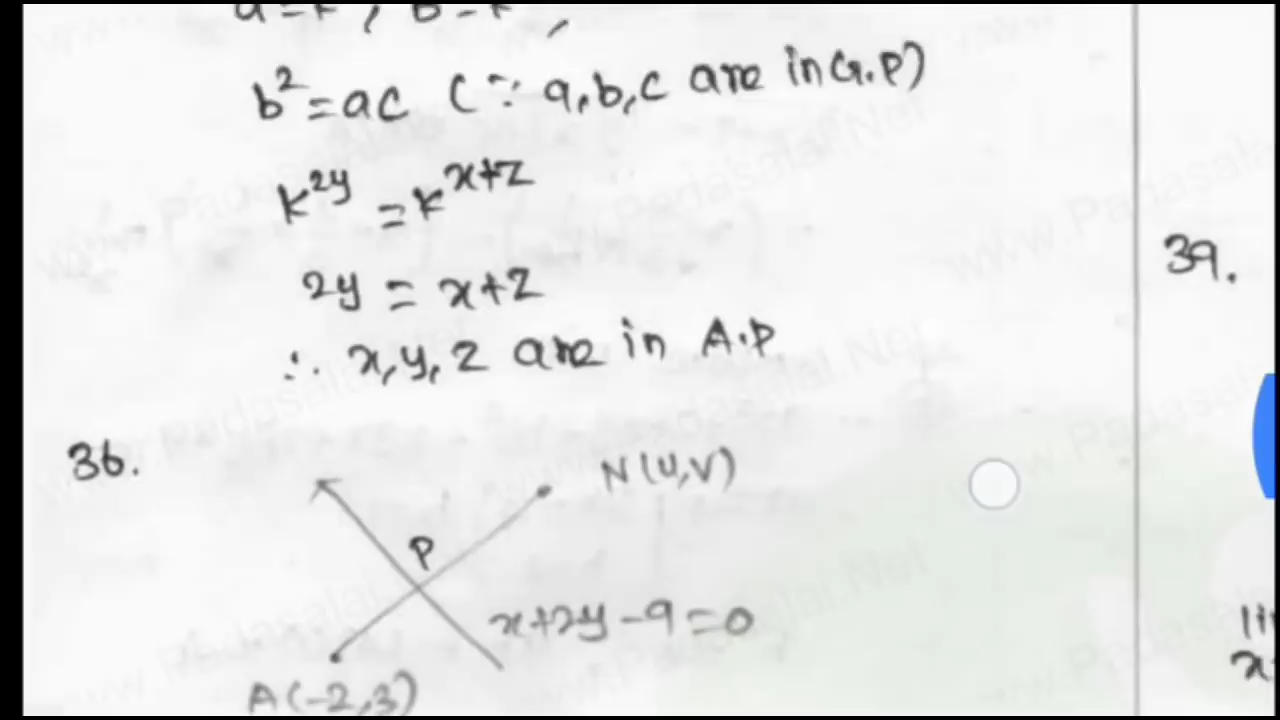 b² = ac (∵ a,b,c are in G.P)
k^2y = k^x+z
2y = x+z
∴ x,y,z are in A.P.
39.
36.
N(u,v)
P
x+2y-9=0
A(-2,3)